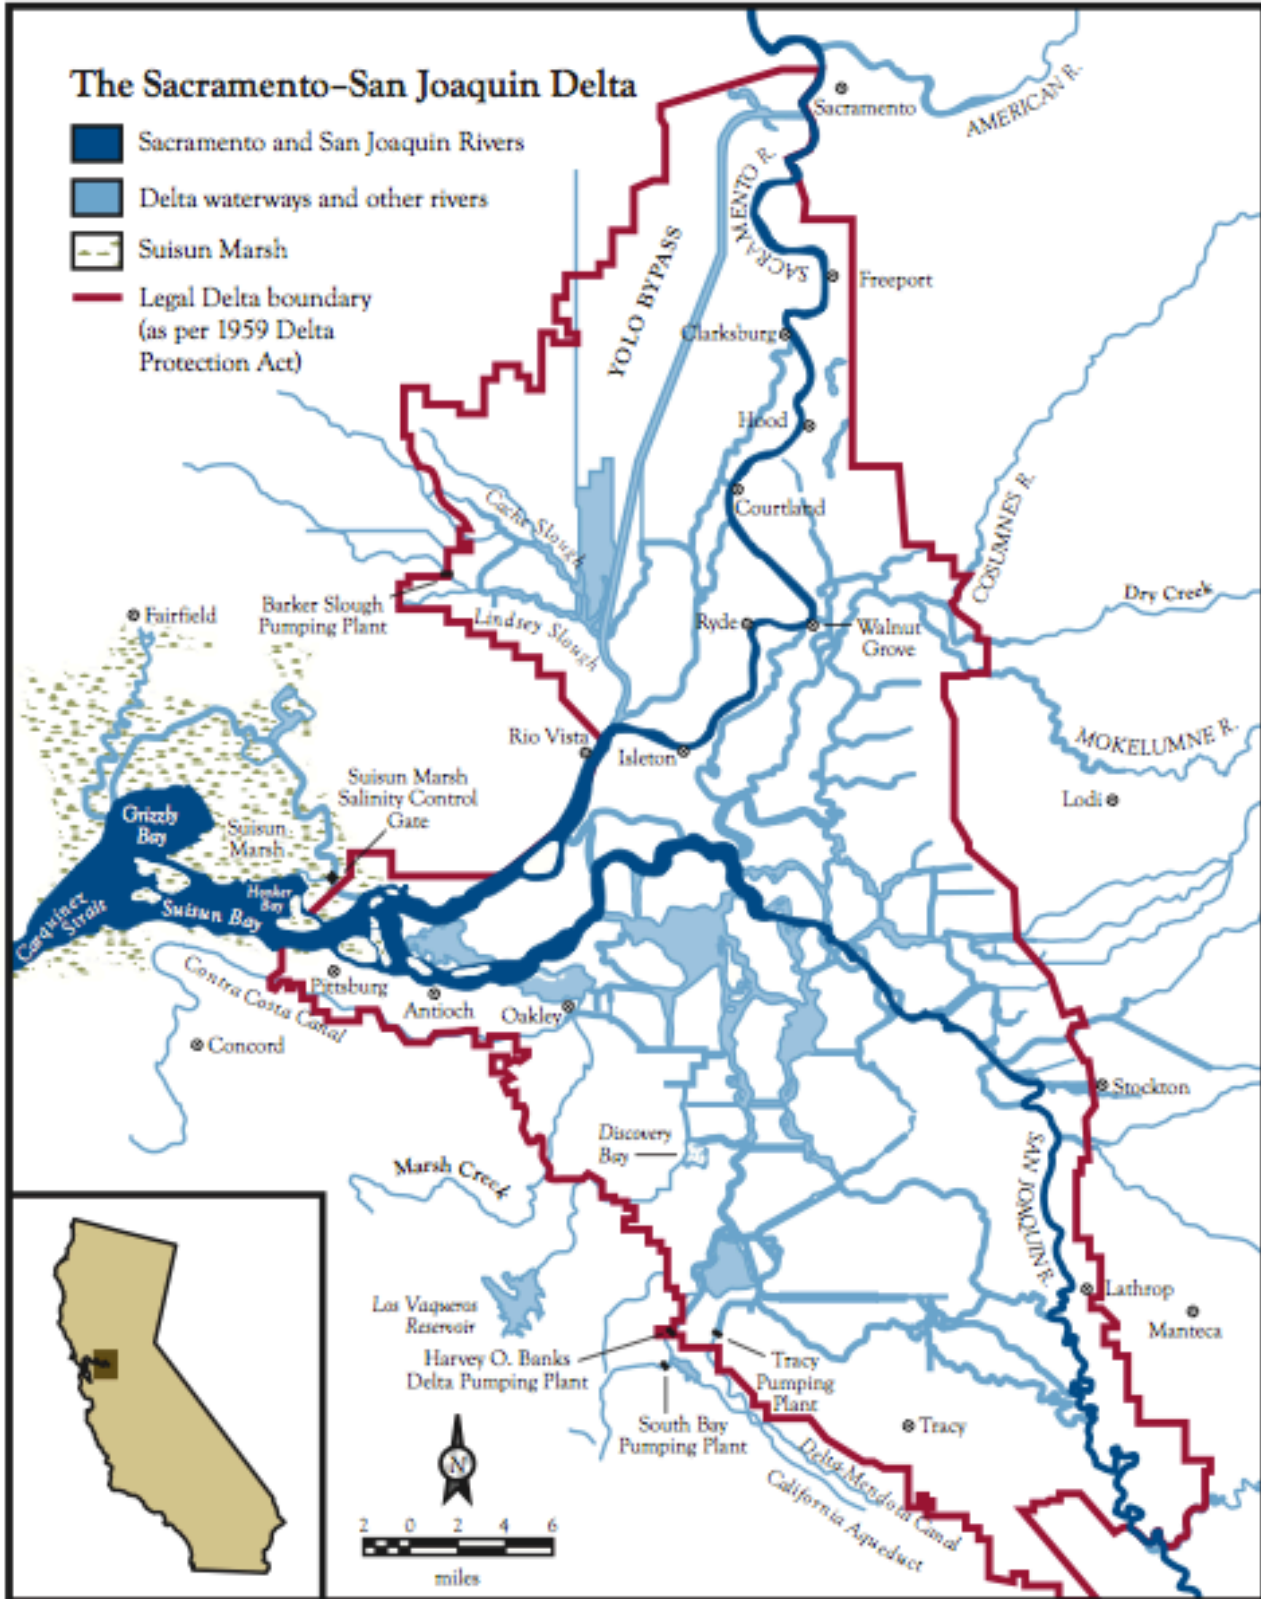 The Sacramento–San Joaquin Delta
Sacramento and San Joaquin Rivers
Delta waterways and other rivers
Suisun Marsh
Legal Delta boundary
(as per 1959 Delta
Protection Act)
Sacramento
AMERICAN R.
SACRAMENTO R.
SACRA
YOLO BYPASS
Freeport
Clarksburg
Hood
Courtland
Cache Slough
COSUMNES R.
Dry Creek
Barker Slough
Pumping Plant
Lindsey Slough
Fairfield
Ryde
Walnut
Grove
MOKELUMNE R.
Rio Vista
Isleton
Lodi
Suisun Marsh
Salinity Control
Gate
Grizzly
Bay
Suisun
Marsh
Honker
Bay
Suisun Bay
Carquinez
Strait
Contra Costa Canal
Pittsburg
Antioch
Oakley
Concord
Stockton
Discovery
Bay
Marsh Creek
SAN JOAQUIN R.
Los Vaqueros
Reservoir
Lathrop
Manteca
Harvey O. Banks
Delta Pumping Plant
Tracy
Pumping
Plant
South Bay
Pumping Plant
Tracy
Delta-Mendota Canal
California Aqueduct
N
2 0 2 4 6
miles